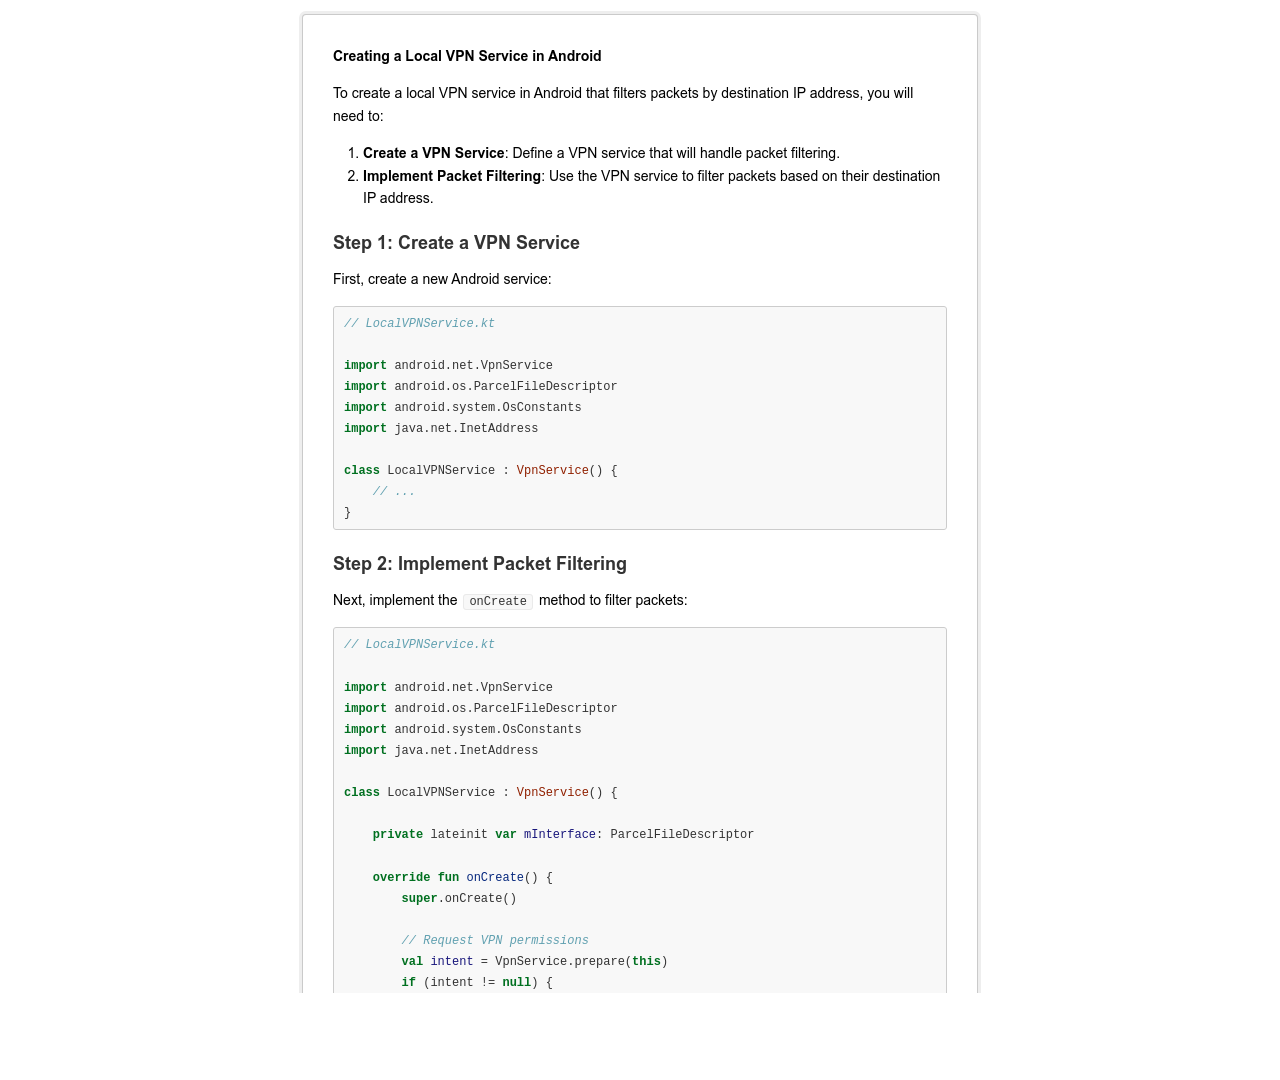 Creating a Local VPN Service in Android
To create a local VPN service in Android that filters packets by destination IP address, you will
need to:
1. Create a VPN Service: Define a VPN service that will handle packet filtering.
2. Implement Packet Filtering: Use the VPN service to filter packets based on their destination
IP address.
Step 1: Create a VPN Service
First, create a new Android service:
// LocalVPNService.kt
import android.net.VpnService
import android.os.ParcelFileDescriptor
import android.system.OsConstants
import java.net.InetAddress
class LocalVPNService : VpnService() {
    // ...
}
Step 2: Implement Packet Filtering
Next, implement the onCreate method to filter packets:
// LocalVPNService.kt
import android.net.VpnService
import android.os.ParcelFileDescriptor
import android.system.OsConstants
import java.net.InetAddress
class LocalVPNService : VpnService() {
    private lateinit var mInterface: ParcelFileDescriptor
    override fun onCreate() {
        super.onCreate()
        // Request VPN permissions
        val intent = VpnService.prepare(this)
        if (intent != null) {